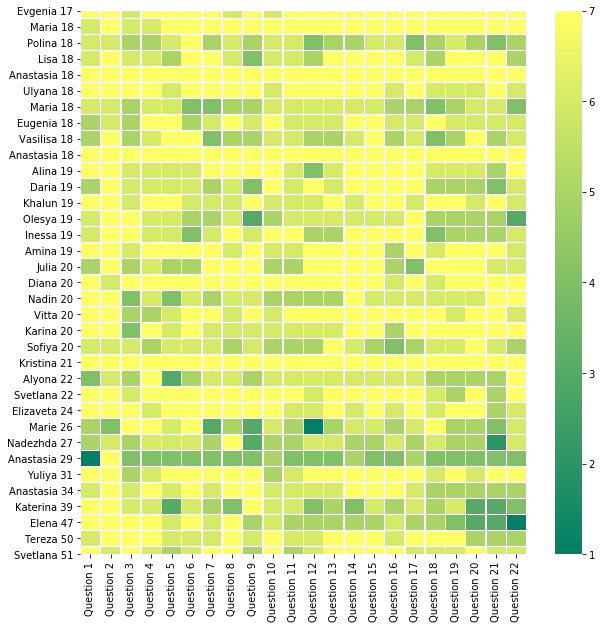 Evgenia 17
Maria 18
Polina 18
Lisa 18
Anastasia 18
Ulyana 18
Maria 18
Eugenia 18
Vasilisa 18
Anastasia 18
Alina 19
Daria 19
Khalun 19
Olesya 19
Inessa 19
Amina 19
Julia 20
Diana 20
Nadin 20
Vitta 20
Karina 20
Sofiya 20
Kristina 21
Alyona 22
Svetlana 22
Elizaveta 24
Marie 26
Nadezhda 27
Anastasia 29
Yuliya 31
Anastasia 34
Katerina 39
Elena 47
Tereza 50
Svetlana 51
Question 1
Question 2
Question 3
Question 4
Question 5
Question 6
Question 7
Question 8
Question 9
Question 10
Question 11
Question 12
Question 13
Question 14
Question 15
Question 16
Question 17
Question 18
Question 19
Question 20
Question 21
Question 22
7
6
5
4
3
2
1